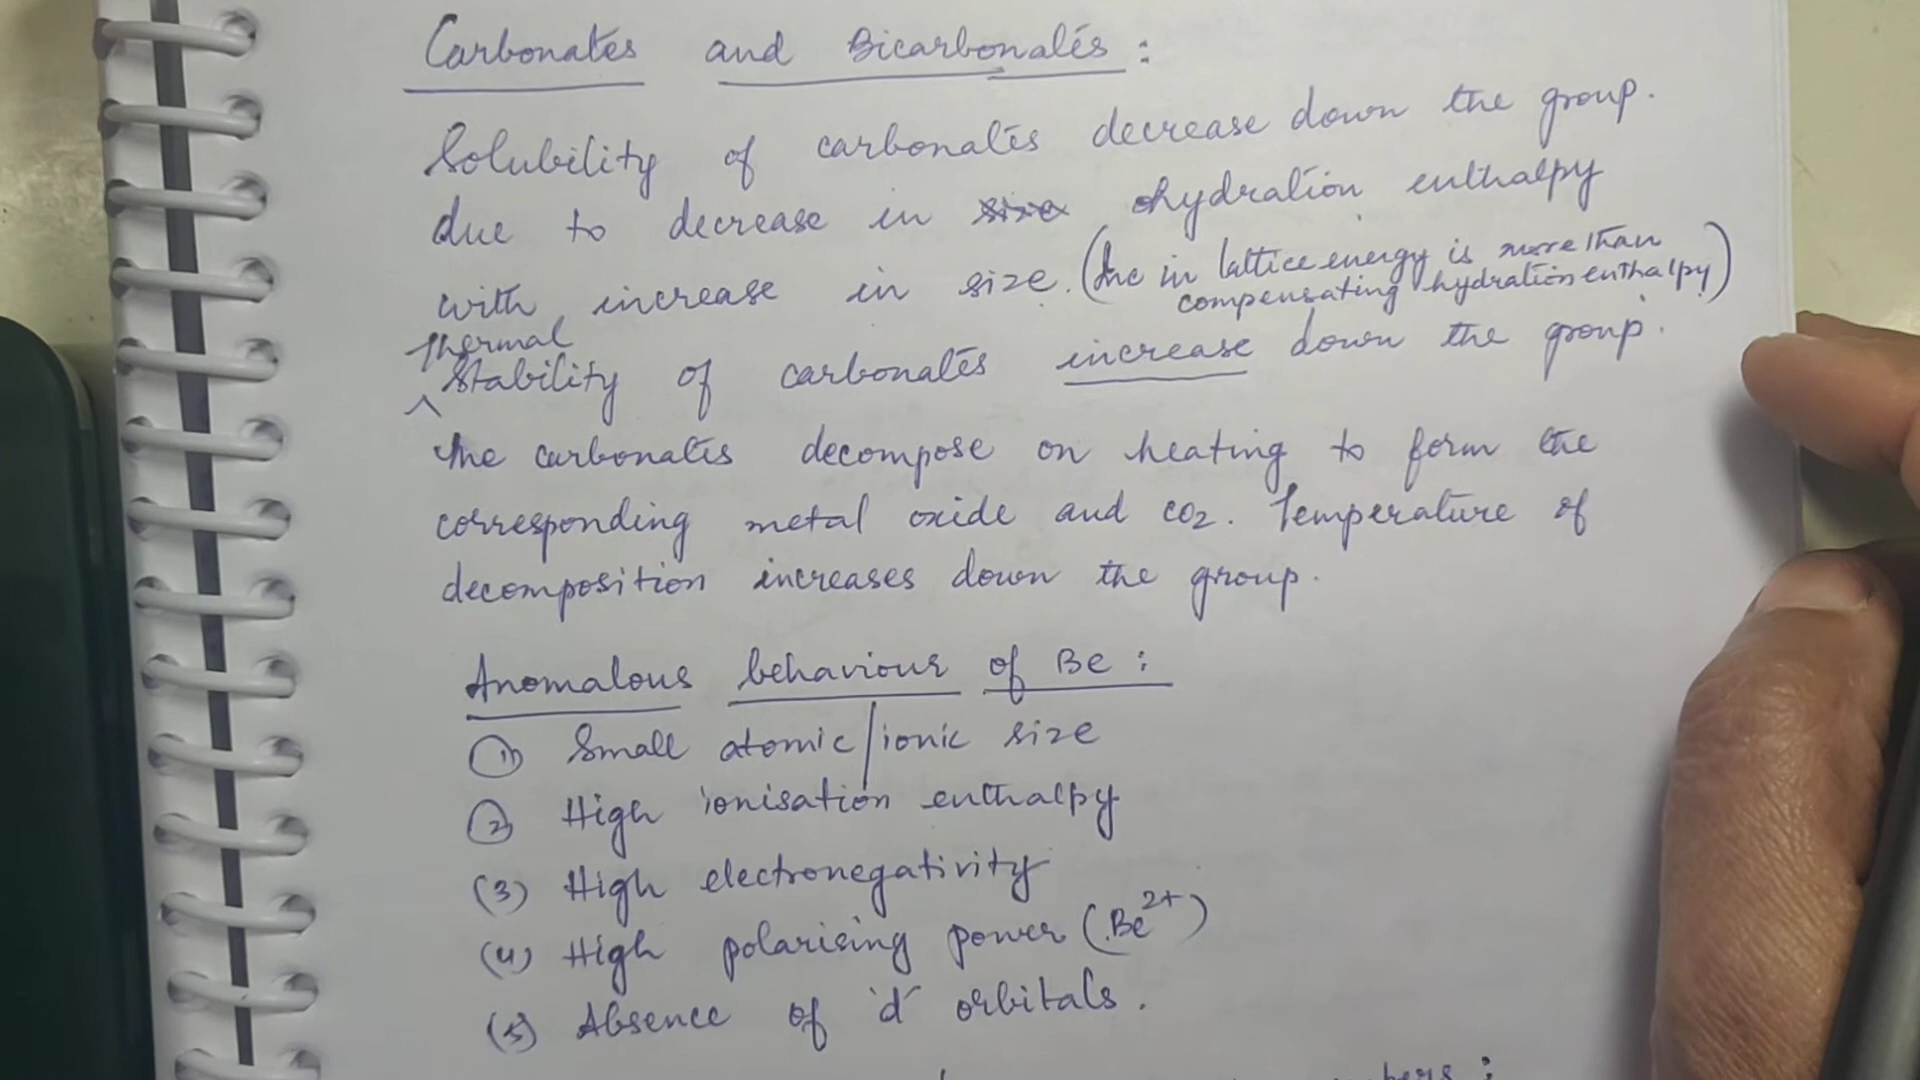 Carbonates and Bicarbonates :
Solubility of carbonates decrease down the group.
due to decrease in size hydration enthalpy
with increase in size. (Inc in lattice energy is more than
compensating hydration enthalpy)
thermal
^ Stability of carbonates increase down the group.
The carbonates decompose on heating to form the
corresponding metal oxide and CO2. Temperature of
decomposition increases down the group.
Anomalous behaviour of Be :
(1) Small atomic/ionic size
(2) High ionisation enthalpy
(3) High electronegativity
(4) High polarising power (Be2+)
(5) Absence of 'd' orbitals.